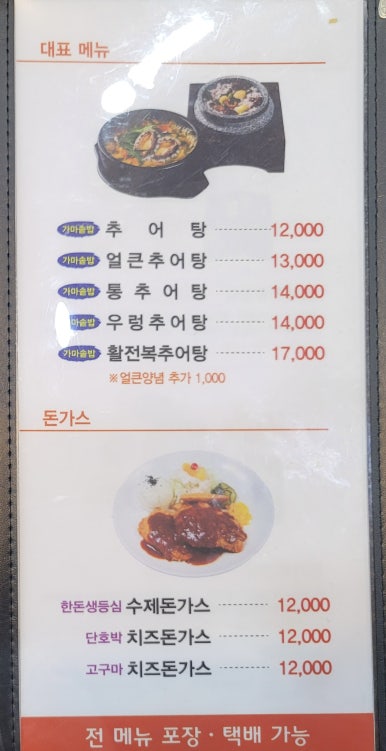 대표 메뉴
가마솥밥 추 어 탕 12,000
가마솥밥 얼큰추어탕 13,000
가마솥밥 통 추 어 탕 14,000
가마솥밥 우렁추어탕 14,000
가마솥밥 활전복추어탕 17,000
※얼큰양념 추가 1,000
돈가스
한돈생등심 수제돈가스 12,000
단호박 치즈돈가스 12,000
고구마 치즈돈가스 12,000
전 메뉴 포장·택배 가능